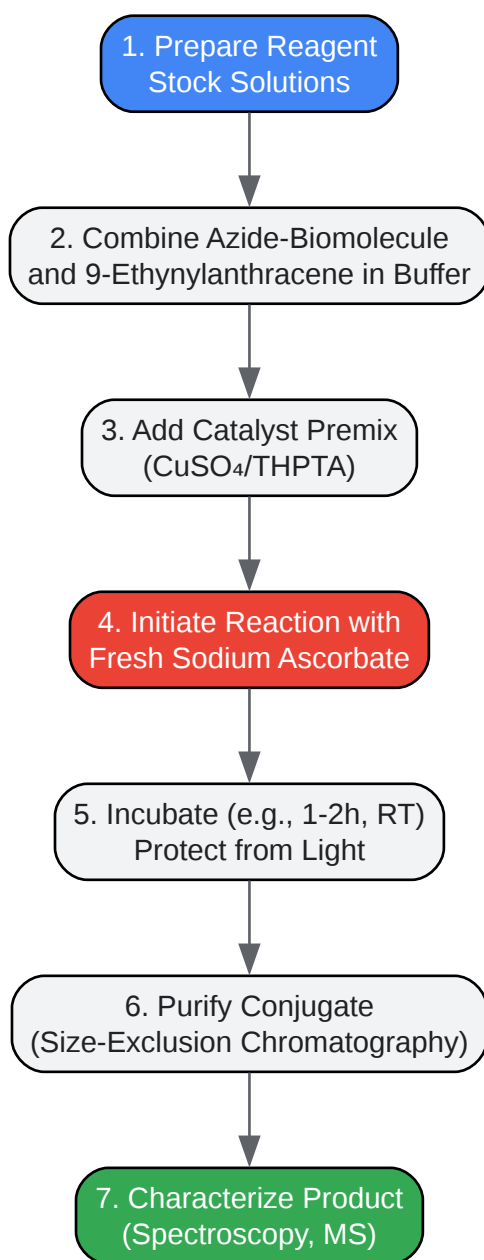 1. Prepare Reagent
Stock Solutions
2. Combine Azide-Biomolecule
and 9-Ethynylanthracene in Buffer
3. Add Catalyst Premix
(CuSO₄/THPTA)
4. Initiate Reaction with
Fresh Sodium Ascorbate
5. Incubate (e.g., 1-2h, RT)
Protect from Light
6. Purify Conjugate
(Size-Exclusion Chromatography)
7. Characterize Product
(Spectroscopy, MS)